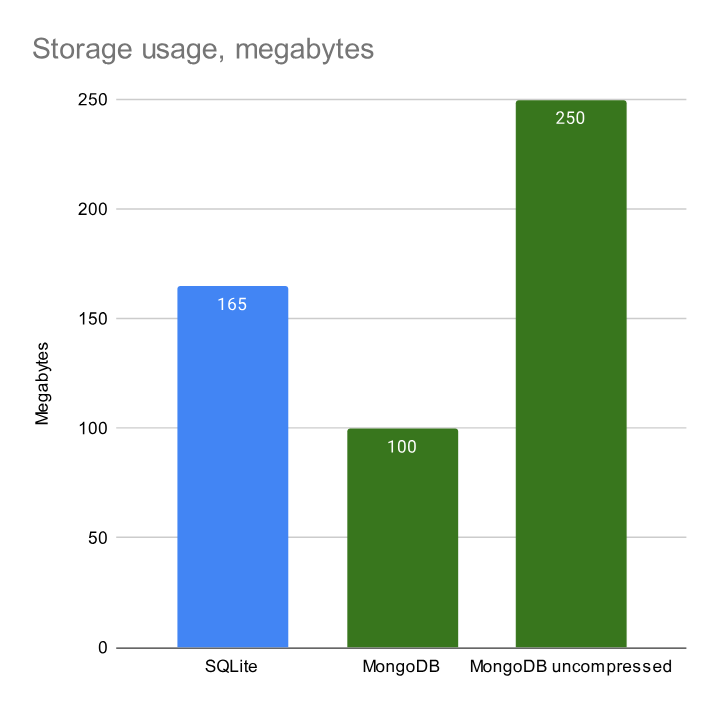 Storage usage, megabytes
250
250
200
165
150
Megabytes
100
100
50
0
SQLite
MongoDB
MongoDB uncompressed